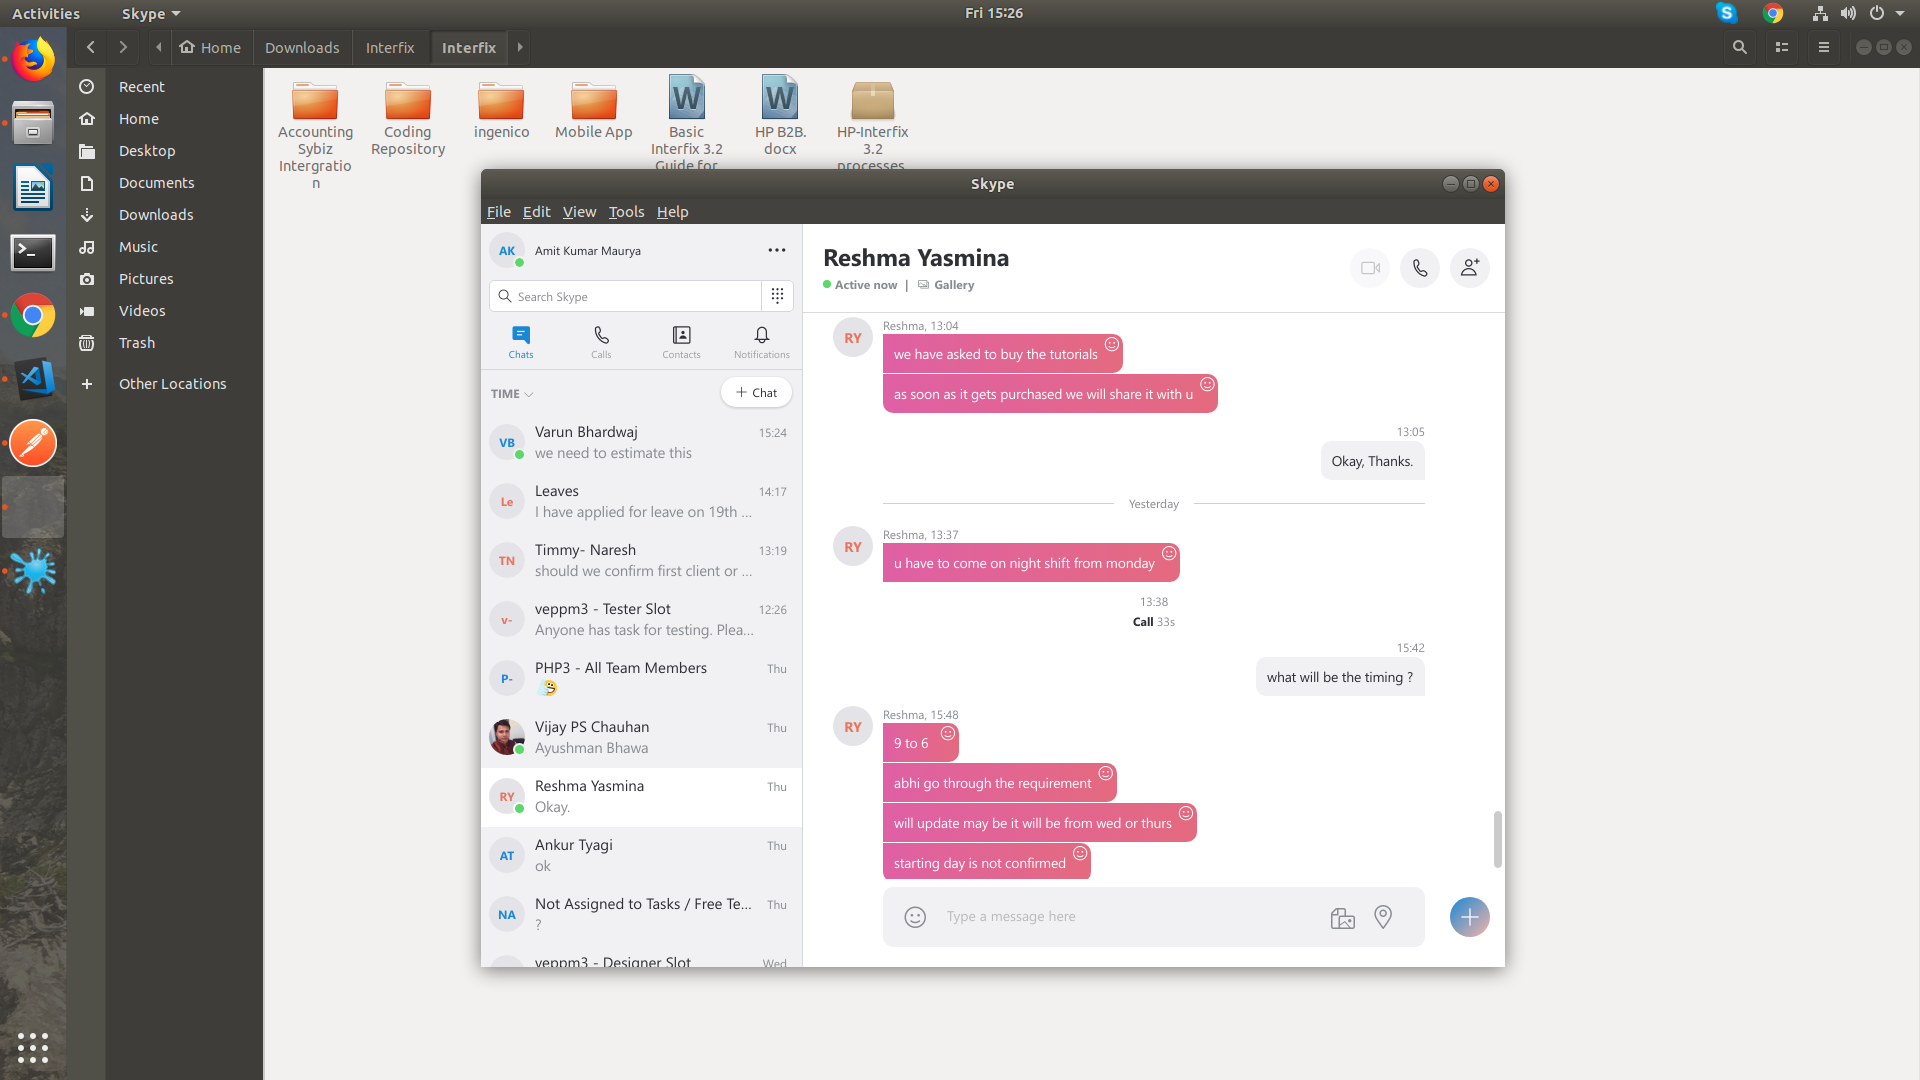 Activities
Skype
Fri 15:26
Home
Downloads
Interfix
Interfix
Recent
Home
Desktop
Documents
Downloads
Music
Pictures
Videos
Trash
Other Locations
Accounting
Sybiz
Intergratio
n
Coding
Repository
ingenico
Mobile App
Basic
Interfix 3.2
Guide for
HP B2B.
docx
HP-Interfix
3.2
processes
Skype
File Edit View Tools Help
AK
Amit Kumar Maurya
Search Skype
Chats
Calls
Contacts
Notifications
TIME
Chat
VB
Varun Bhardwaj
15:24
we need to estimate this
Le
Leaves
14:17
I have applied for leave on 19th ...
TN
Timmy- Naresh
13:19
should we confirm first client or ...
v-
veppm3 - Tester Slot
12:26
Anyone has task for testing. Plea...
P-
PHP3 - All Team Members
Thu
Vijay PS Chauhan
Thu
Ayushman Bhawa
RY
Reshma Yasmina
Thu
Okay.
AT
Ankur Tyagi
Thu
ok
NA
Not Assigned to Tasks / Free Te...
Thu
?
veppm3 - Designer Slot
Wed
Reshma Yasmina
Active now | Gallery
RY
Reshma, 13:04
we have asked to buy the tutorials
as soon as it gets purchased we will share it with u
13:05
Okay, Thanks.
Yesterday
RY
Reshma, 13:37
u have to come on night shift from monday
13:38
Call 33s
15:42
what will be the timing ?
RY
Reshma, 15:48
9 to 6
abhi go through the requirement
will update may be it will be from wed or thurs
starting day is not confirmed
Type a message here